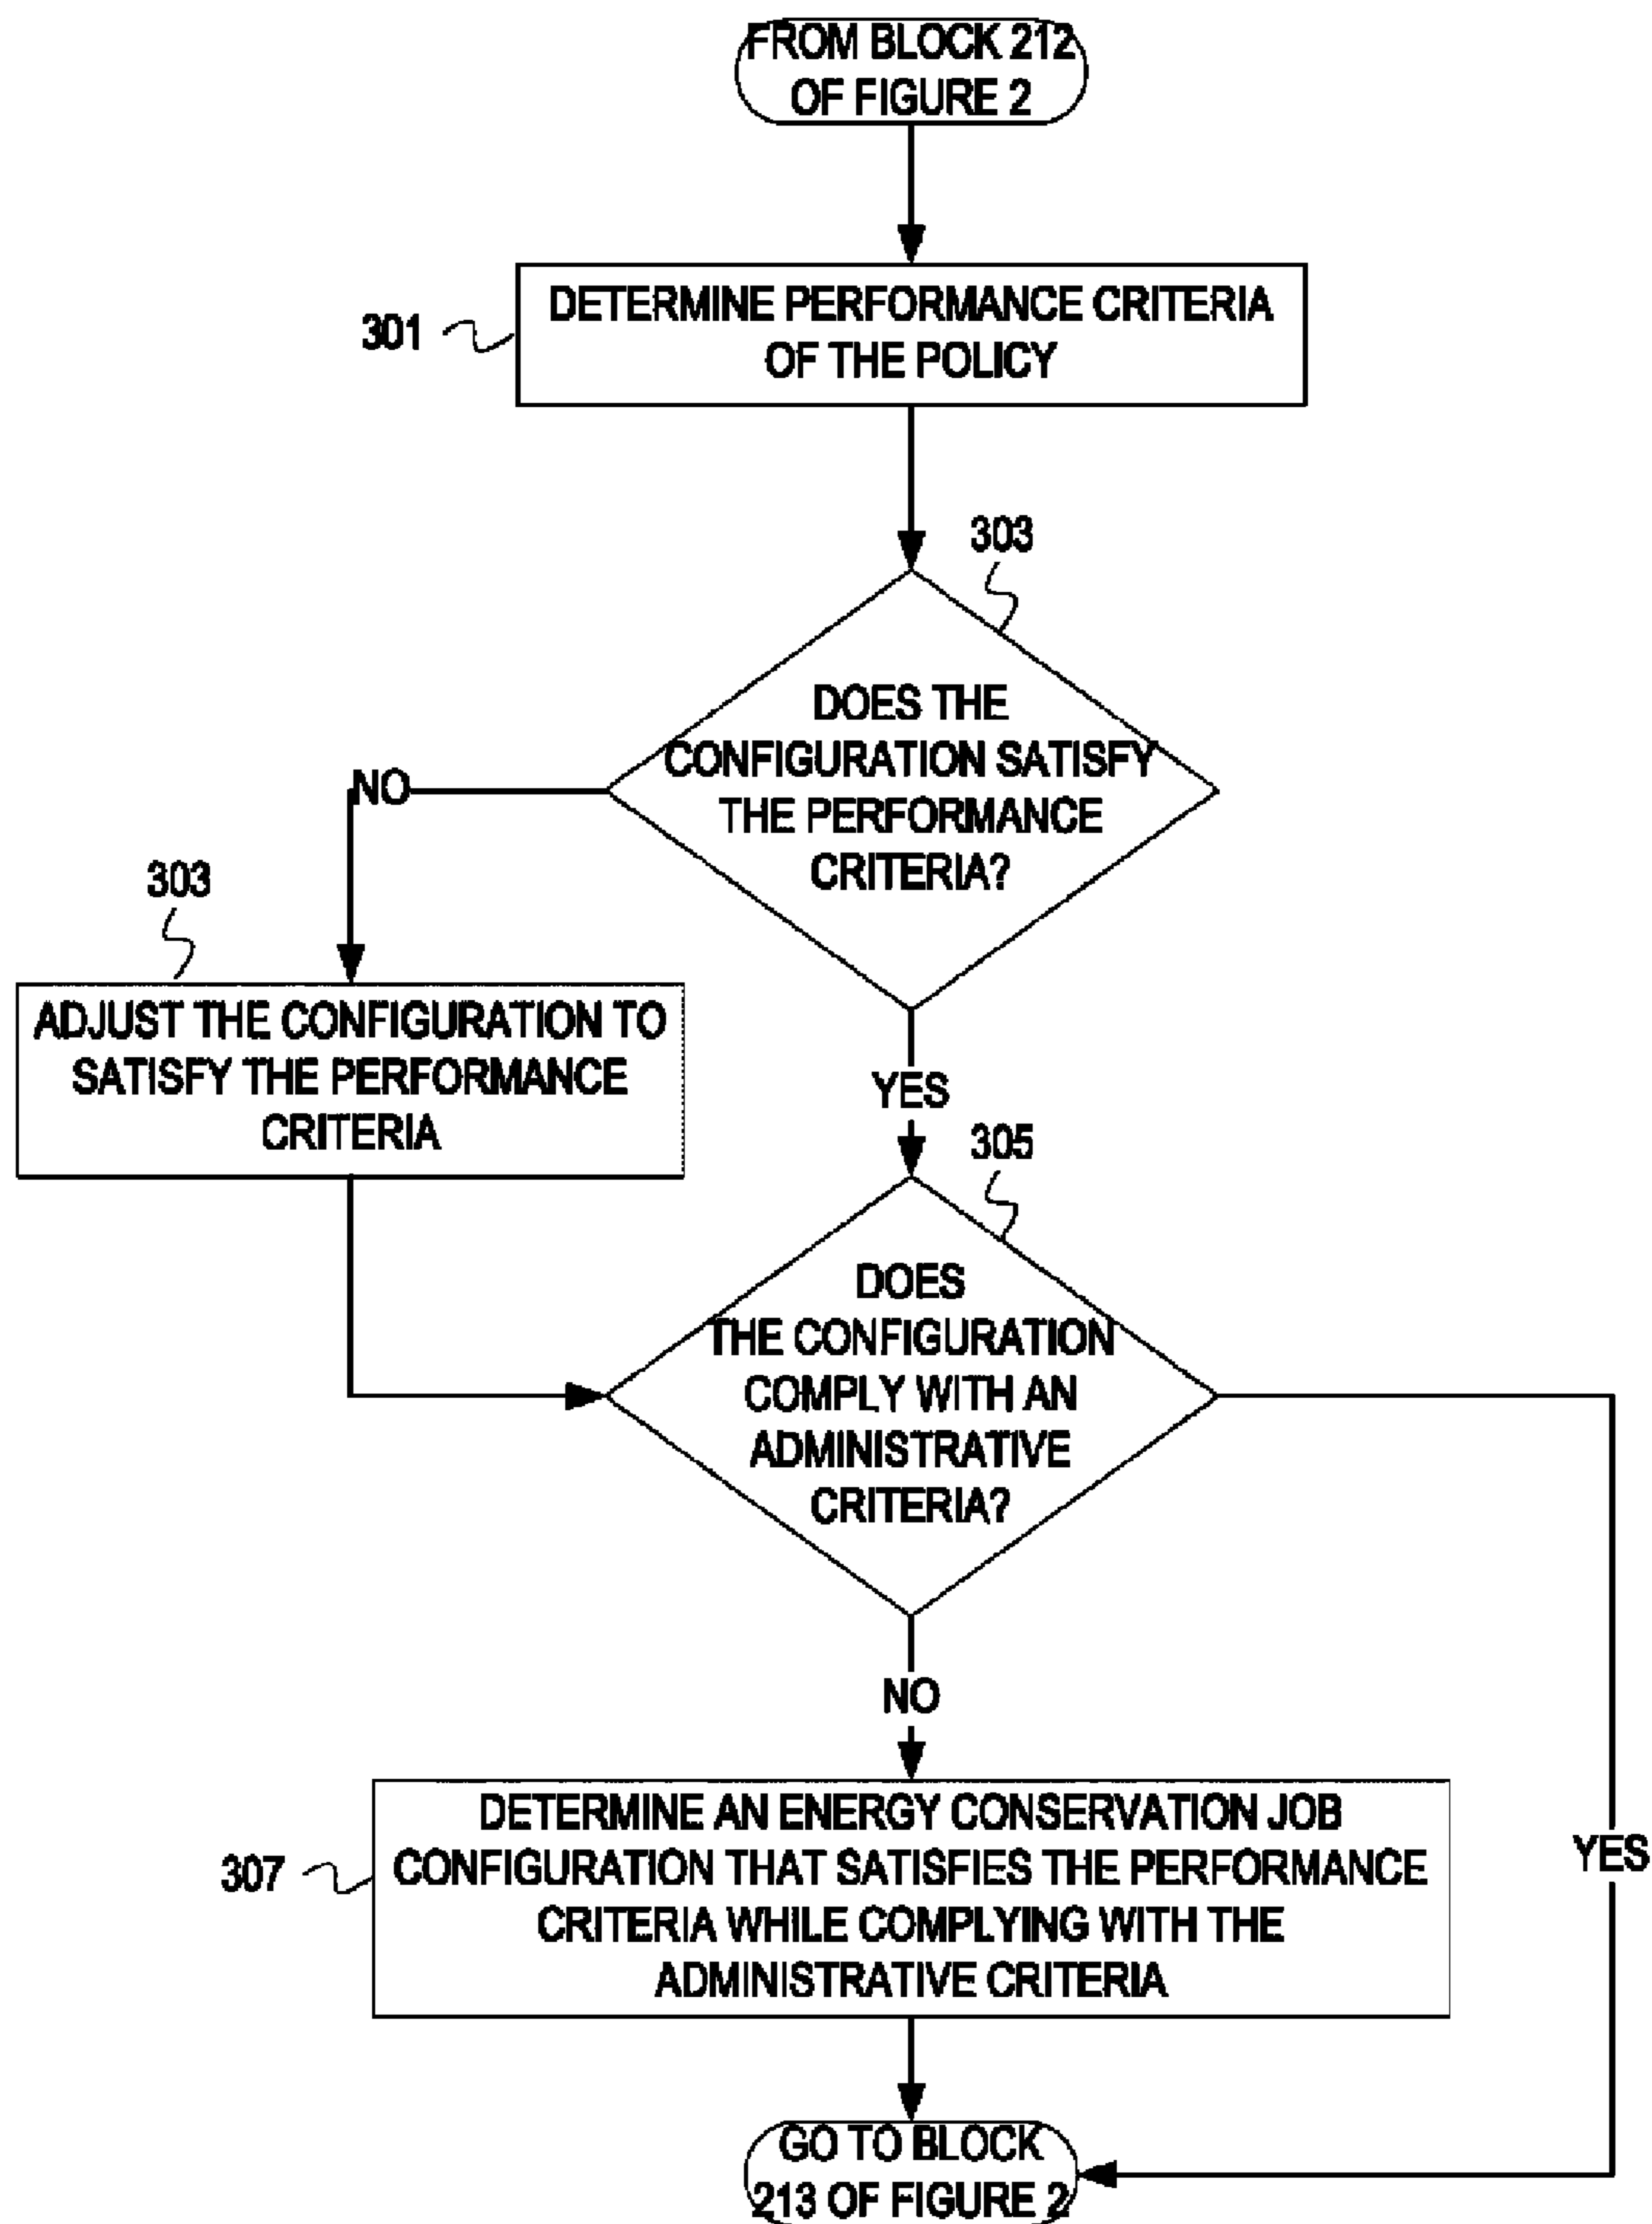 FROM BLOCK 212
OF FIGURE 2
301
DETERMINE PERFORMANCE CRITERIA
OF THE POLICY
303
DOES THE
CONFIGURATION SATISFY
THE PERFORMANCE
CRITERIA?
NO
303
ADJUST THE CONFIGURATION TO
SATISFY THE PERFORMANCE
CRITERIA
YES
305
DOES
THE CONFIGURATION
COMPLY WITH AN
ADMINISTRATIVE
CRITERIA?
NO
YES
307
DETERMINE AN ENERGY CONSERVATION JOB
CONFIGURATION THAT SATISFIES THE PERFORMANCE
CRITERIA WHILE COMPLYING WITH THE
ADMINISTRATIVE CRITERIA
GO TO BLOCK
213 OF FIGURE 2